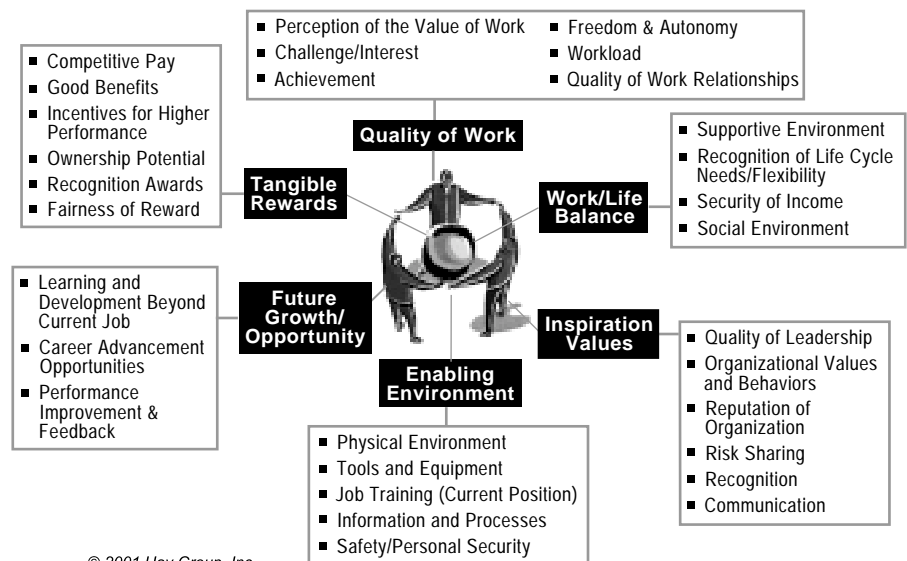 ■ Perception of the Value of Work
■ Challenge/Interest
■ Achievement
■ Freedom & Autonomy
■ Workload
■ Quality of Work Relationships
Quality of Work
■ Competitive Pay
■ Good Benefits
■ Incentives for Higher
Performance
■ Ownership Potential
■ Recognition Awards
■ Fairness of Reward
Tangible
Rewards
Work/Life
Balance
■ Supportive Environment
■ Recognition of Life Cycle
Needs/Flexibility
■ Security of Income
■ Social Environment
■ Learning and
Development Beyond
Current Job
■ Career Advancement
Opportunities
■ Performance
Improvement &
Feedback
Future
Growth/
Opportunity
Inspiration
Values
■ Quality of Leadership
■ Organizational Values
and Behaviors
■ Reputation of
Organization
■ Risk Sharing
■ Recognition
■ Communication
Enabling
Environment
■ Physical Environment
■ Tools and Equipment
■ Job Training (Current Position)
■ Information and Processes
■ Safety/Personal Security
© 2001 Hay Group, Inc.